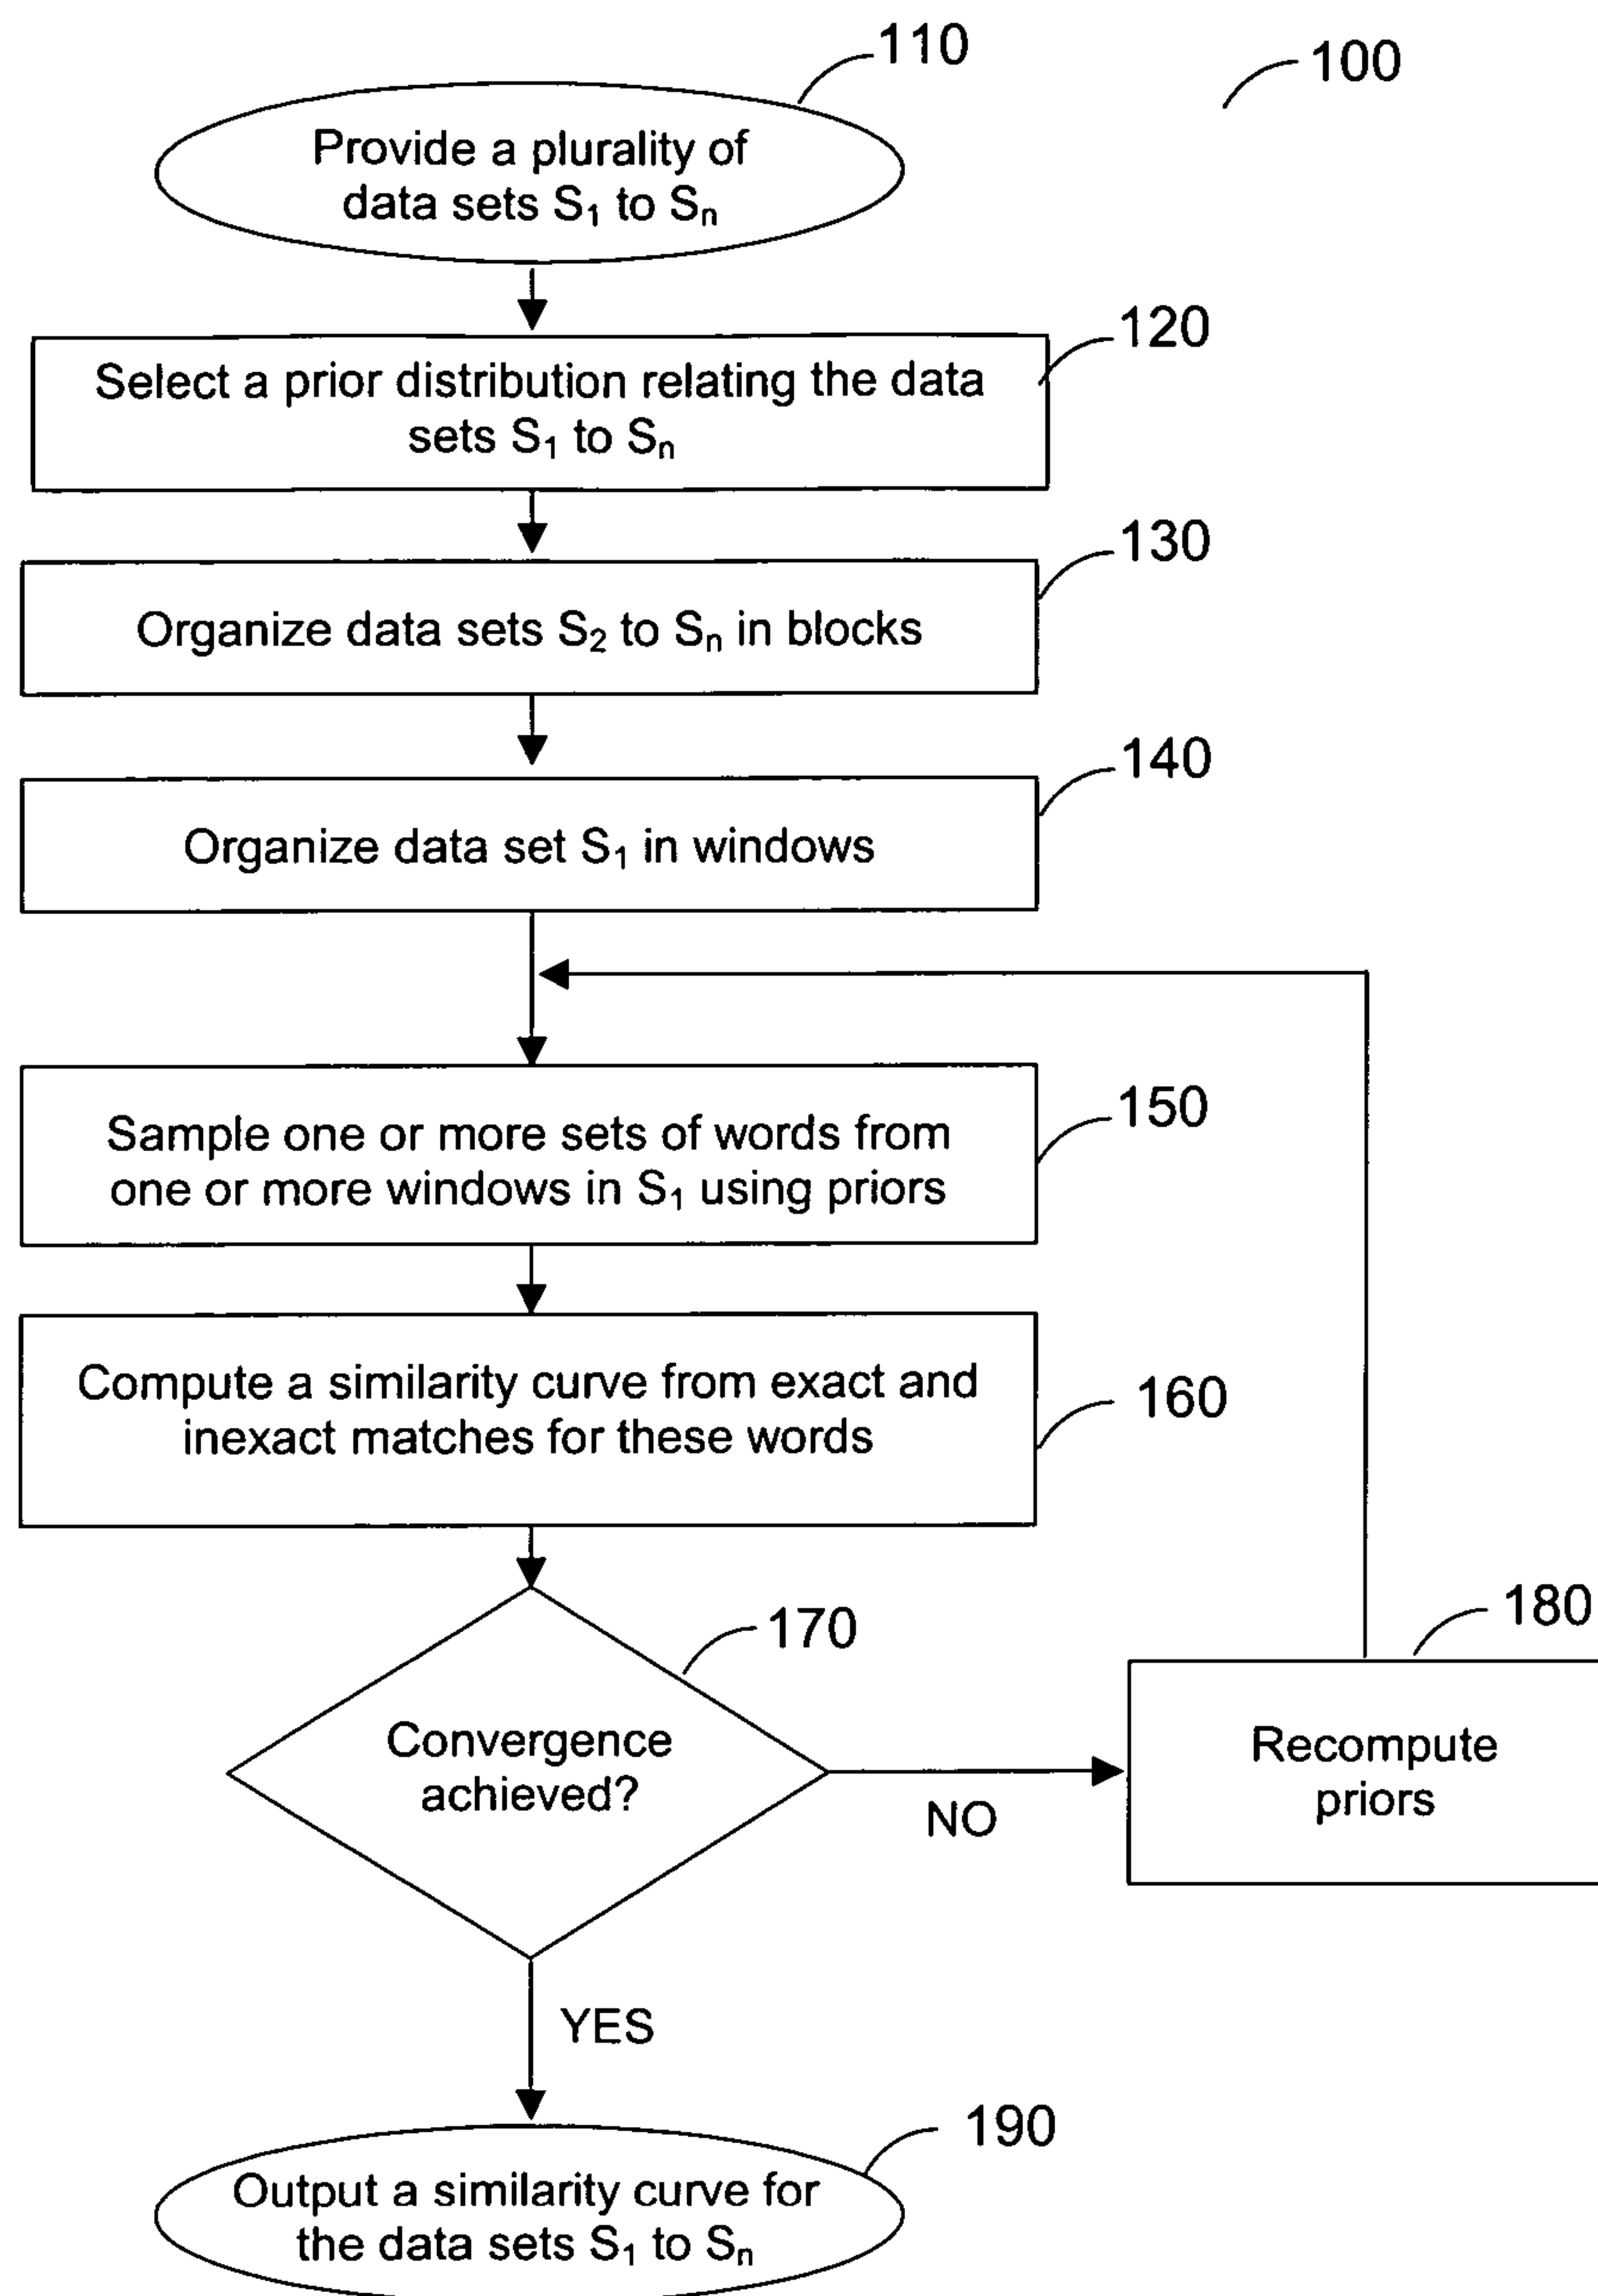 110
100
Provide a plurality of
data sets S₁ to Sₙ
120
Select a prior distribution relating the data
sets S₁ to Sₙ
130
Organize data sets S₂ to Sₙ in blocks
140
Organize data set S₁ in windows
150
Sample one or more sets of words from
one or more windows in S₁ using priors
160
Compute a similarity curve from exact and
inexact matches for these words
170
180
Convergence
achieved?
NO
Recompute
priors
YES
190
Output a similarity curve for
the data sets S₁ to Sₙ